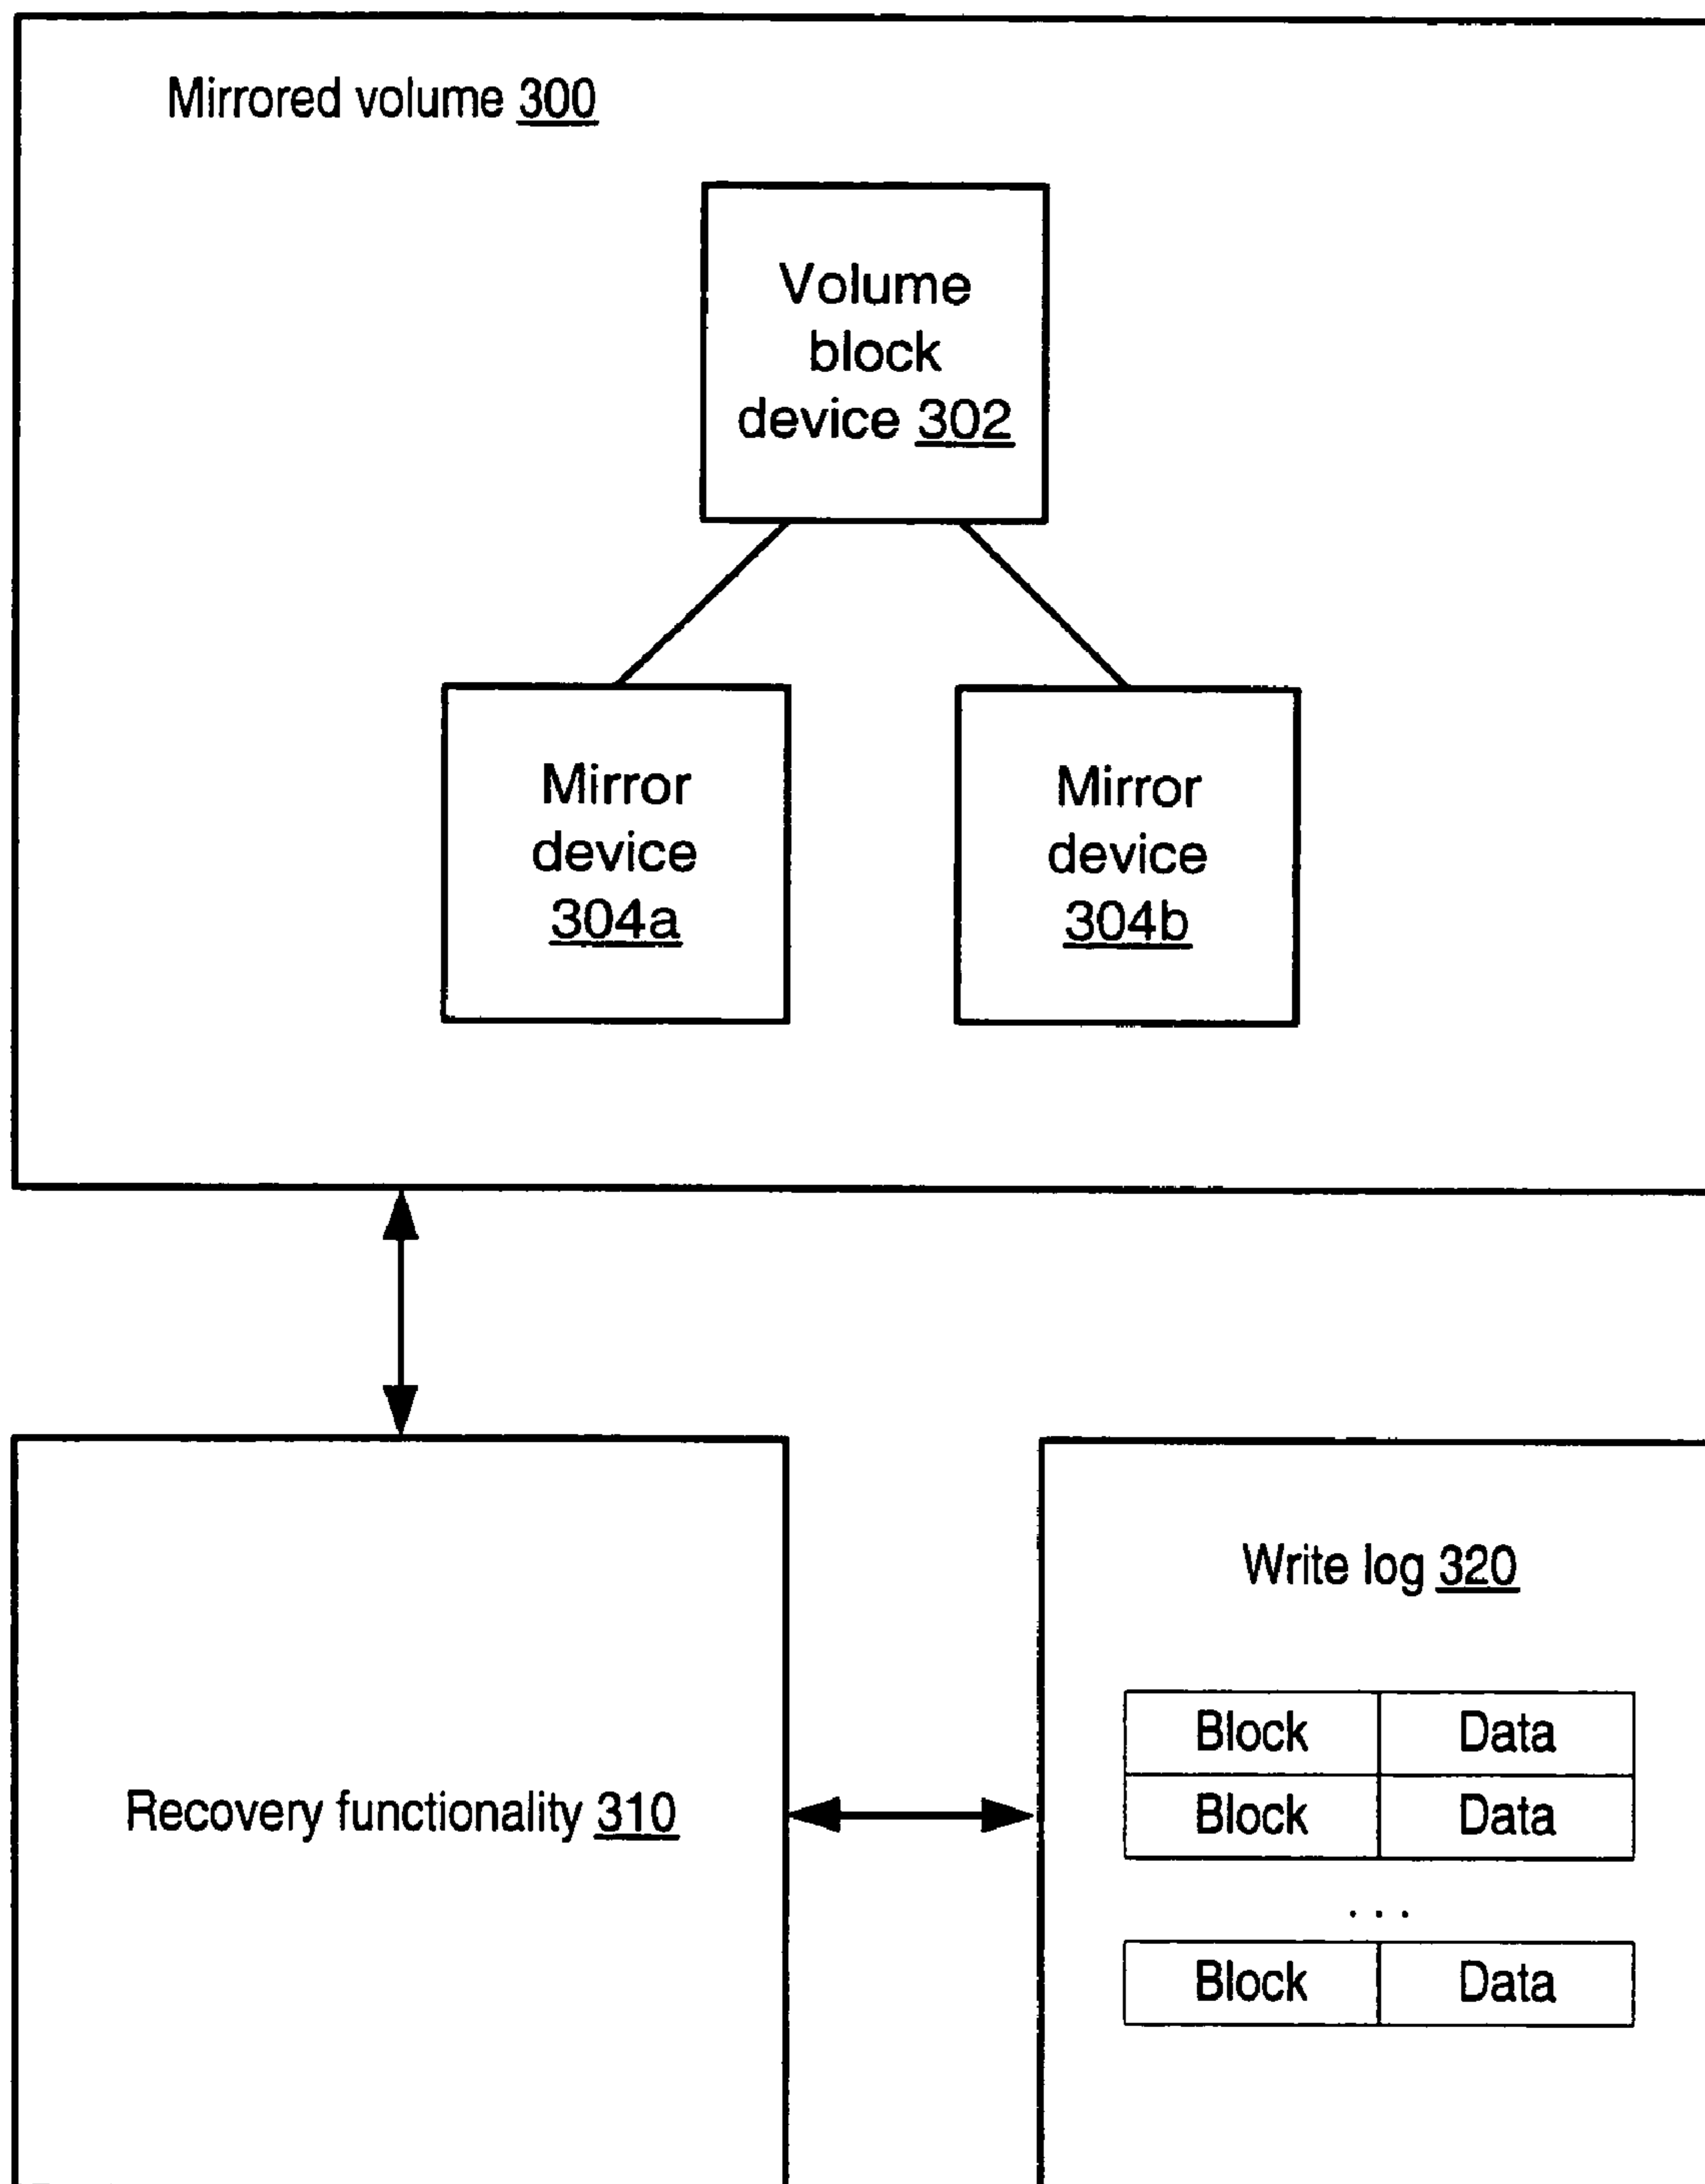 Mirrored volume 300
Volume
block
device 302
Mirror
device
304a
Mirror
device
304b
Recovery functionality 310
Write log 320
Block Data
Block Data
. . .
Block Data